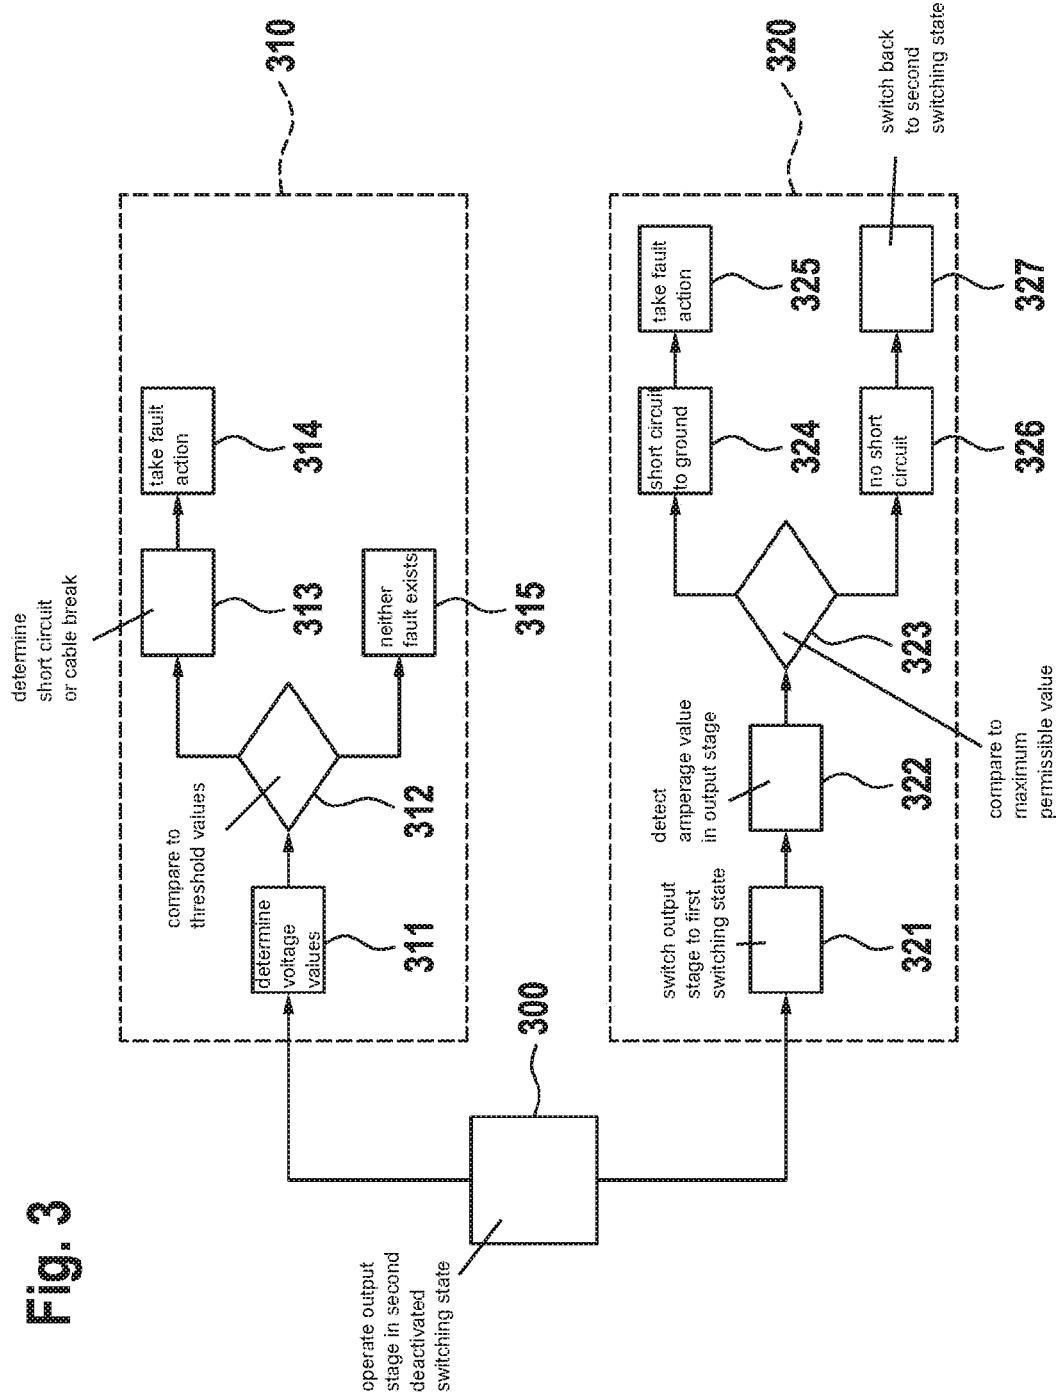 Fig. 3
operate output
stage in second
deactivated
switching state
300
310
determine
voltage
values
311
compare to
threshold values
312
determine
short circuit
or cable break
313
take fault
action
314
neither
fault exists
315
320
switch output
stage to first
switching state
321
detect
amperage value
in output stage
322
compare to
maximum
permissible value
323
short circuit
to ground
324
take fault
action
325
no short
circuit
326
switch back
to second
switching state
327